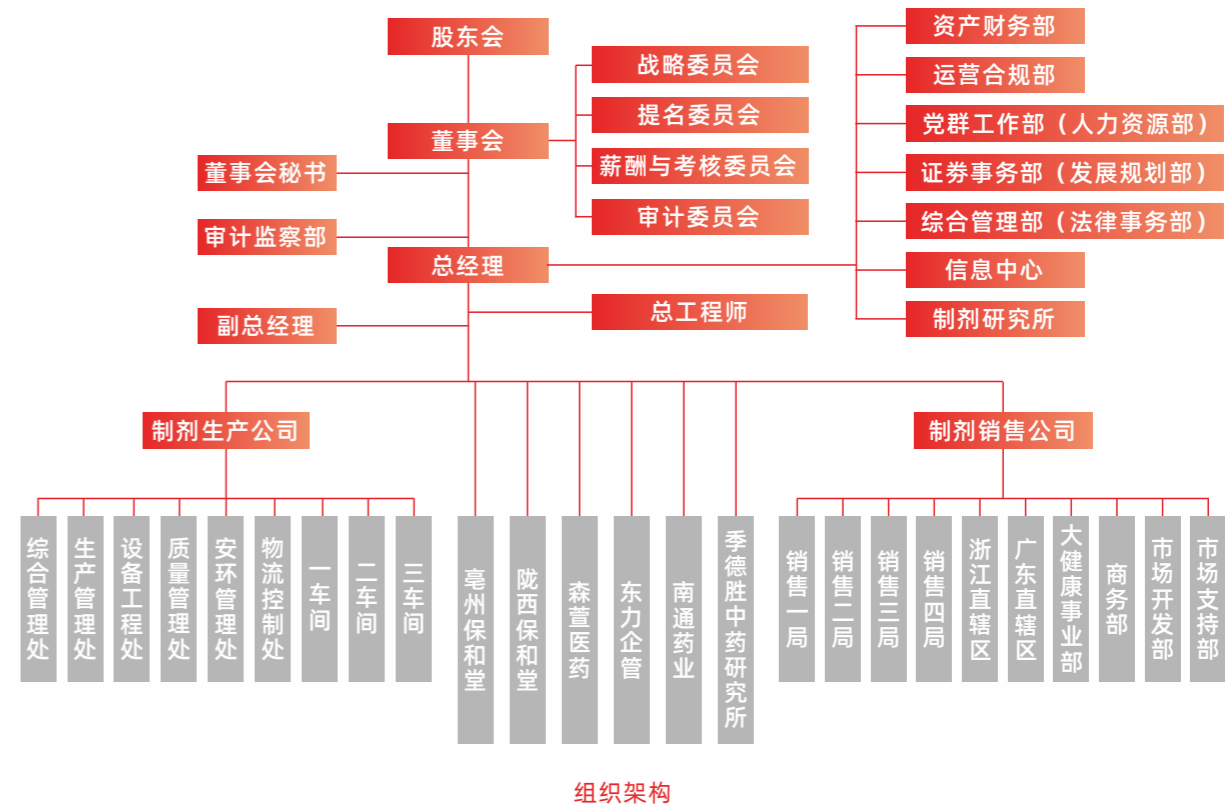 股东会
董事会
战略委员会
提名委员会
薪酬与考核委员会
审计委员会
董事会秘书
审计监察部
总经理
资产财务部
运营合规部
党群工作部（人力资源部）
证券事务部（发展规划部）
综合管理部（法律事务部）
信息中心
制剂研究所
总工程师
副总经理
制剂生产公司
制剂销售公司
综合管理处
生产管理处
设备工程处
质量管理处
安环管理处
物流控制处
一车间
二车间
三车间
亳州保和堂
陇西保和堂
森萱医药
东力企管
南通药业
季德胜中药研究所
销售一局
销售二局
销售三局
销售四局
浙江直辖区
广东直辖区
大健康事业部
商务部
市场开发部
市场支持部
组织架构